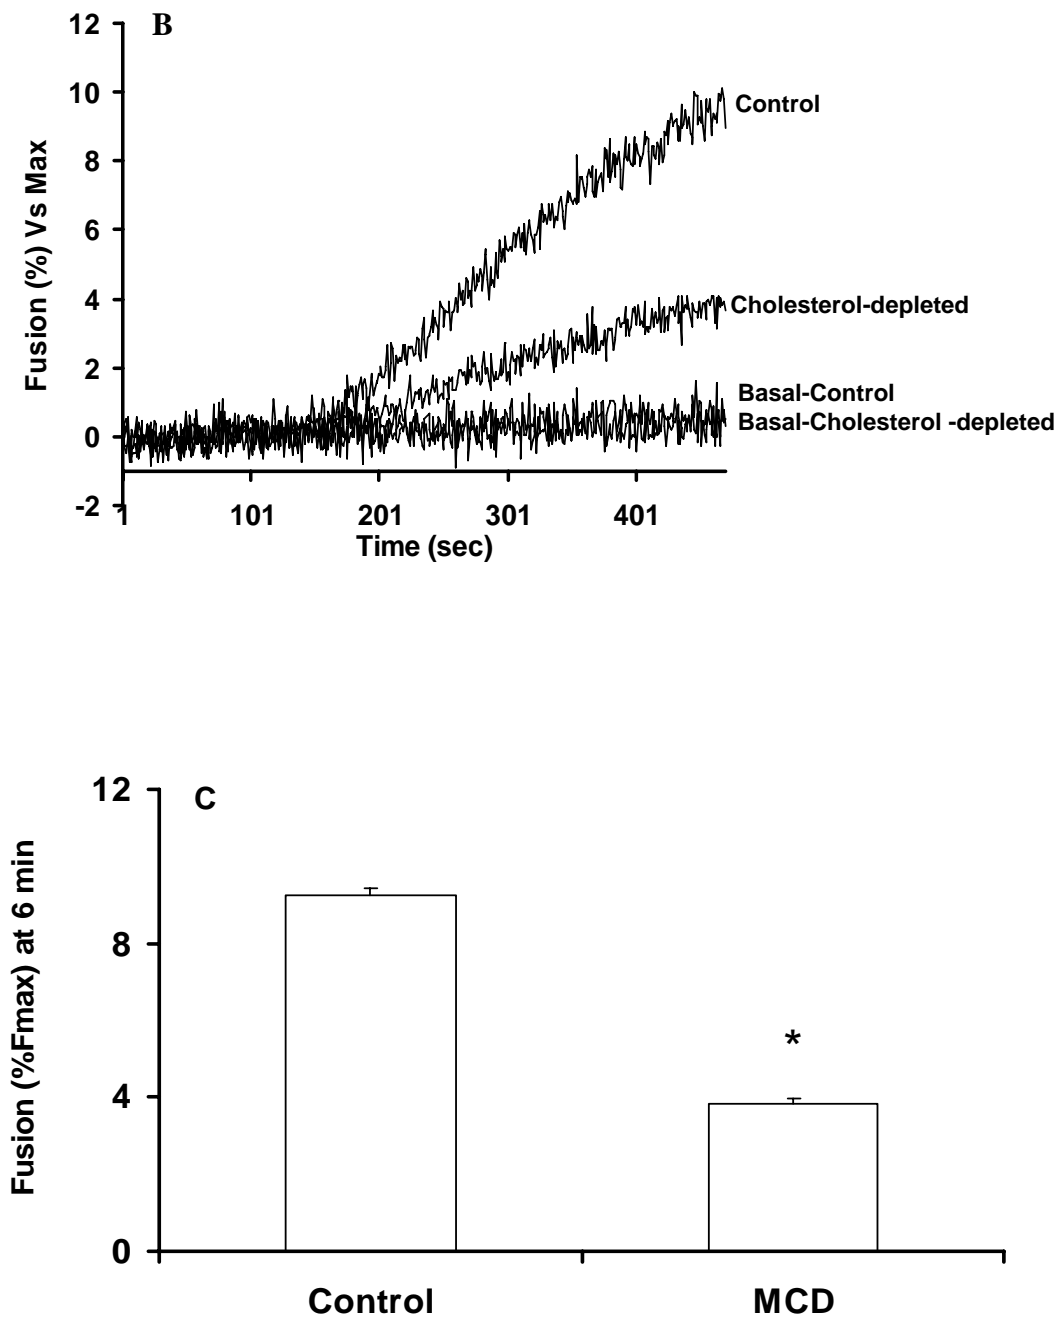 B
12
10
8
6
4
2
0
-2
Fusion (%) Vs Max
Control
Cholesterol-depleted
Basal-Control
Basal-Cholesterol -depleted
1 101 201 301 401
Time (sec)
C
12
8
4
0
Fusion (%Fmax) at 6 min
*
Control MCD